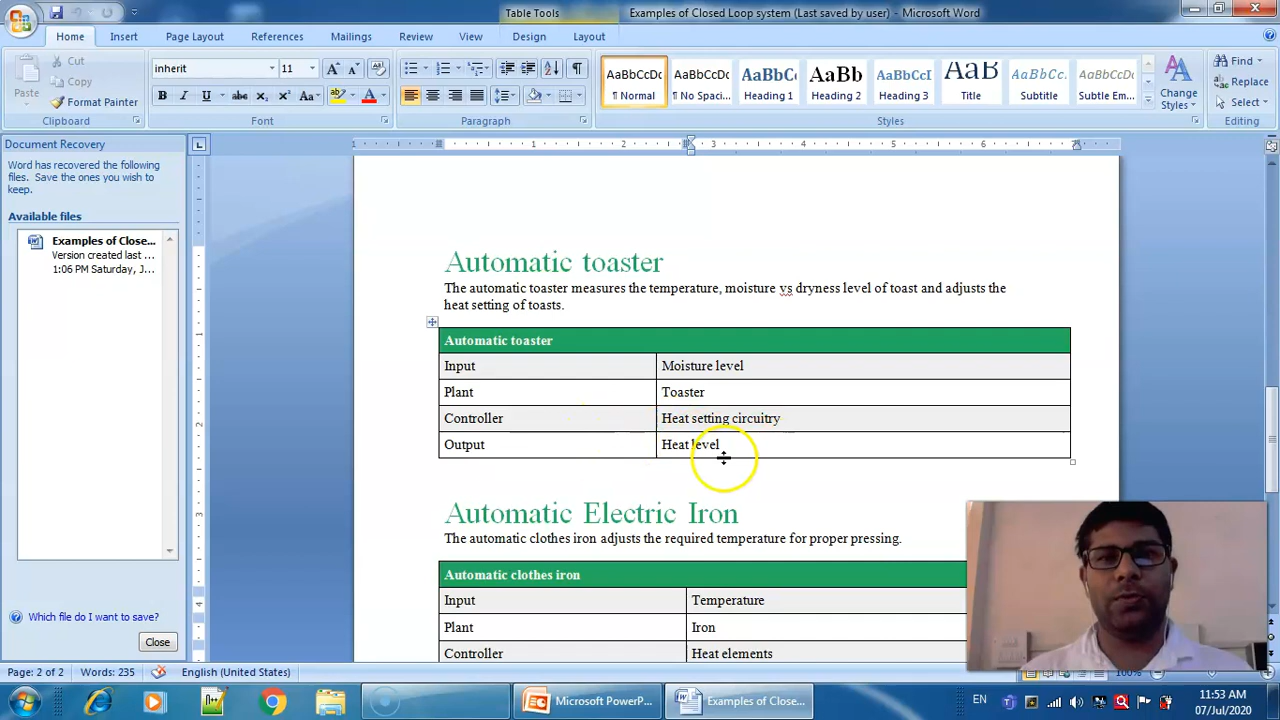 Table Tools
Examples of Closed Loop system (Last saved by user) - Microsoft Word
Home
Insert
Page Layout
References
Mailings
Review
View
Design
Layout
Paste
Cut
Copy
Format Painter
Clipboard
inherit
11
Font
Paragraph
AaBbCcDc
AaBbCcDc
AaBbC
AaBb
AaBbCcI
AaB
AaBbCc.
AaBbCcDc
¶ Normal
¶ No Spaci...
Heading 1
Heading 2
Heading 3
Title
Subtitle
Subtle Em...
Change
Styles
Styles
Find
Replace
Select
Editing
Document Recovery
Word has recovered the following
files. Save the ones you wish to
keep.
Available files
Examples of Close...
Version created last ...
1:06 PM Saturday, J...
Which file do I want to save?
Close
Automatic toaster
The automatic toaster measures the temperature, moisture vs dryness level of toast and adjusts the
heat setting of toasts.
Automatic toaster
Input Moisture level
Plant Toaster
Controller Heat setting circuitry
Output Heat level
Automatic Electric Iron
The automatic clothes iron adjusts the required temperature for proper pressing.
Automatic clothes iron
Input Temperature
Plant Iron
Controller Heat elements
Page: 2 of 2
Words: 235
English (United States)
100%
Microsoft PowerP...
Examples of Close...
EN
11:53 AM
07/Jul/2020